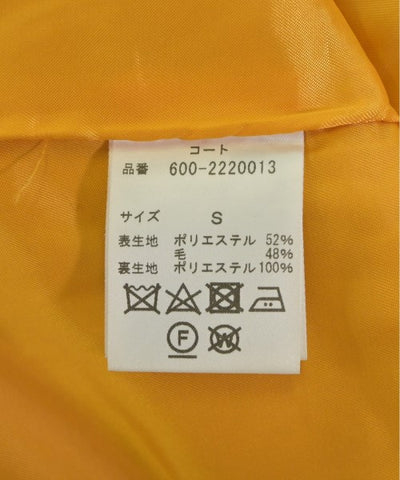 コート
品番 600-2220013
サイズ S
表生地 ポリエステル 52%
毛 48%
裏生地 ポリエステル 100%
F W